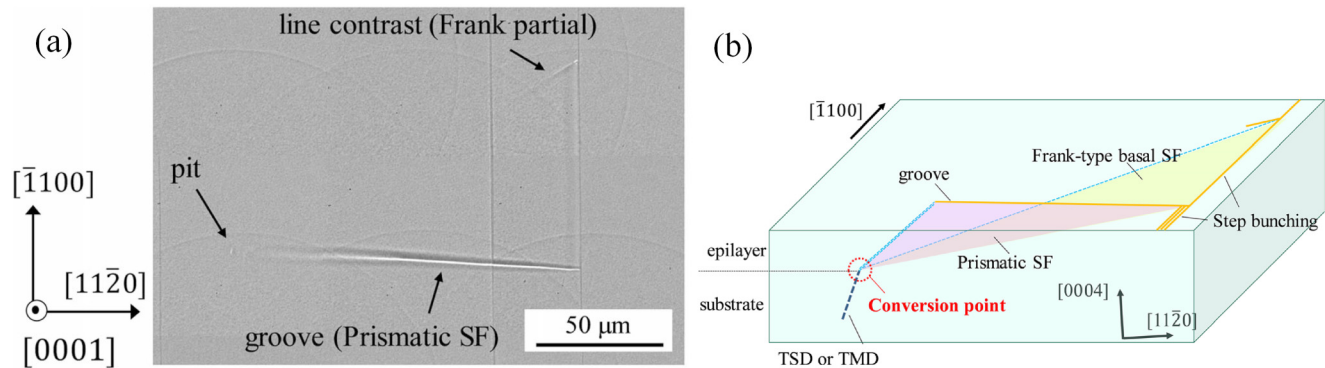 (a)
line contrast (Frank partial)
pit
[1̅100]
[112̅0]
[0001]
groove (Prismatic SF)
50 μm
(b)
[1̅100]
Frank-type basal SF
groove
Step bunching
epilayer
Prismatic SF
substrate
Conversion point
[0004]
[112̅0]
TSD or TMD